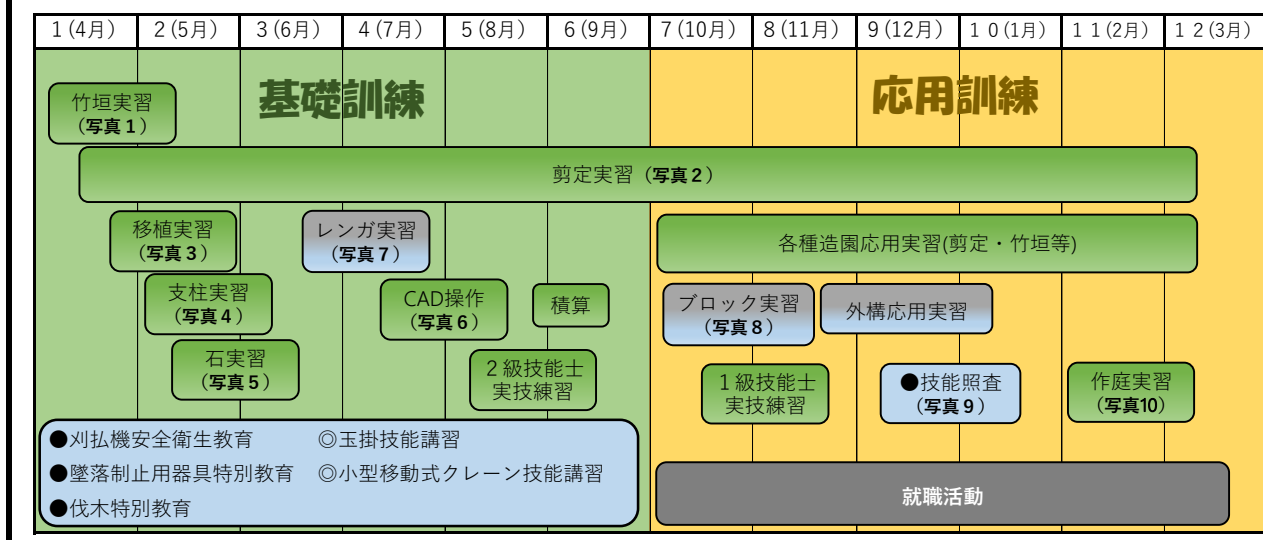 1(4月) 2(5月) 3(6月) 4(7月) 5(8月) 6(9月) 7(10月) 8(11月) 9(12月) 10(1月) 11(2月) 12(3月)
基礎訓練
応用訓練
竹垣実習
(写真1)
剪定実習(写真2)
移植実習
(写真3)
レンガ実習
(写真7)
各種造園応用実習(剪定・竹垣等)
支柱実習
(写真4)
CAD操作
(写真6)
積算
ブロック実習
(写真8)
外構応用実習
石実習
(写真5)
2級技能士
実技練習
1級技能士
実技練習
●技能照査
(写真9)
作庭実習
(写真10)
●刈払機安全衛生教育 ◎玉掛技能講習
●墜落制止用器具特別教育 ◎小型移動式クレーン技能講習
●伐木特別教育
就職活動